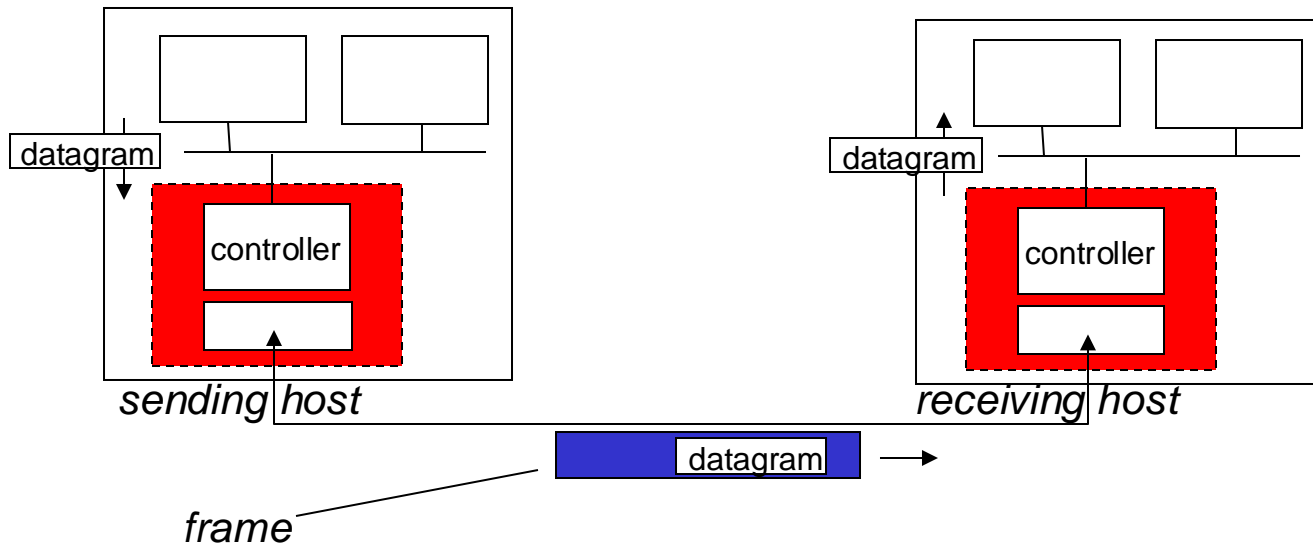 datagram
datagram
controller
controller
sending host
receiving host
datagram
frame